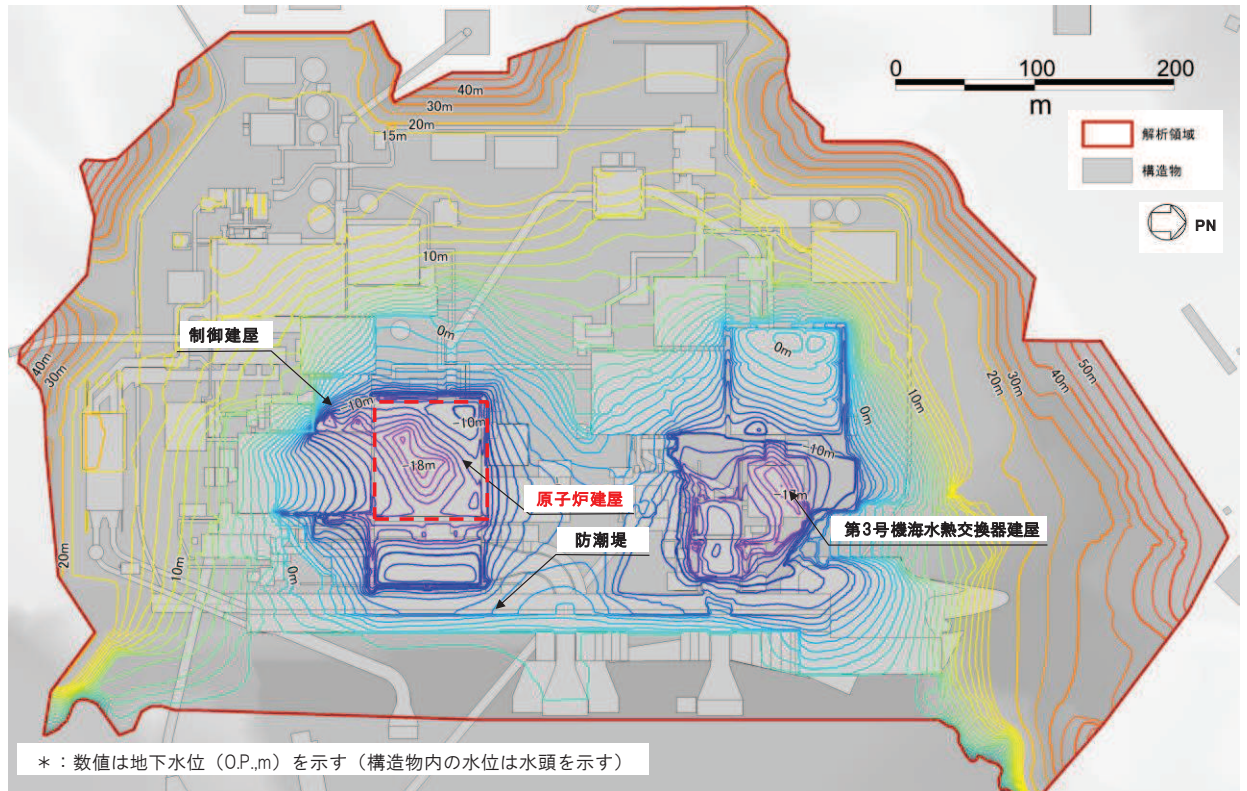 0 100 200
m
解析領域
構造物
PN
40m
30m
20m
15m
10m
0m
制御建屋
-10m
-10m
-18m
原子炉建屋
防潮堤
0m
-10m
第3号機海水熱交換器建屋
0m
10m
20m
30m
40m
50m
40m
30m
20m
10m
0m
*：数値は地下水位（O.P.,m）を示す（構造物内の水位は水頭を示す）